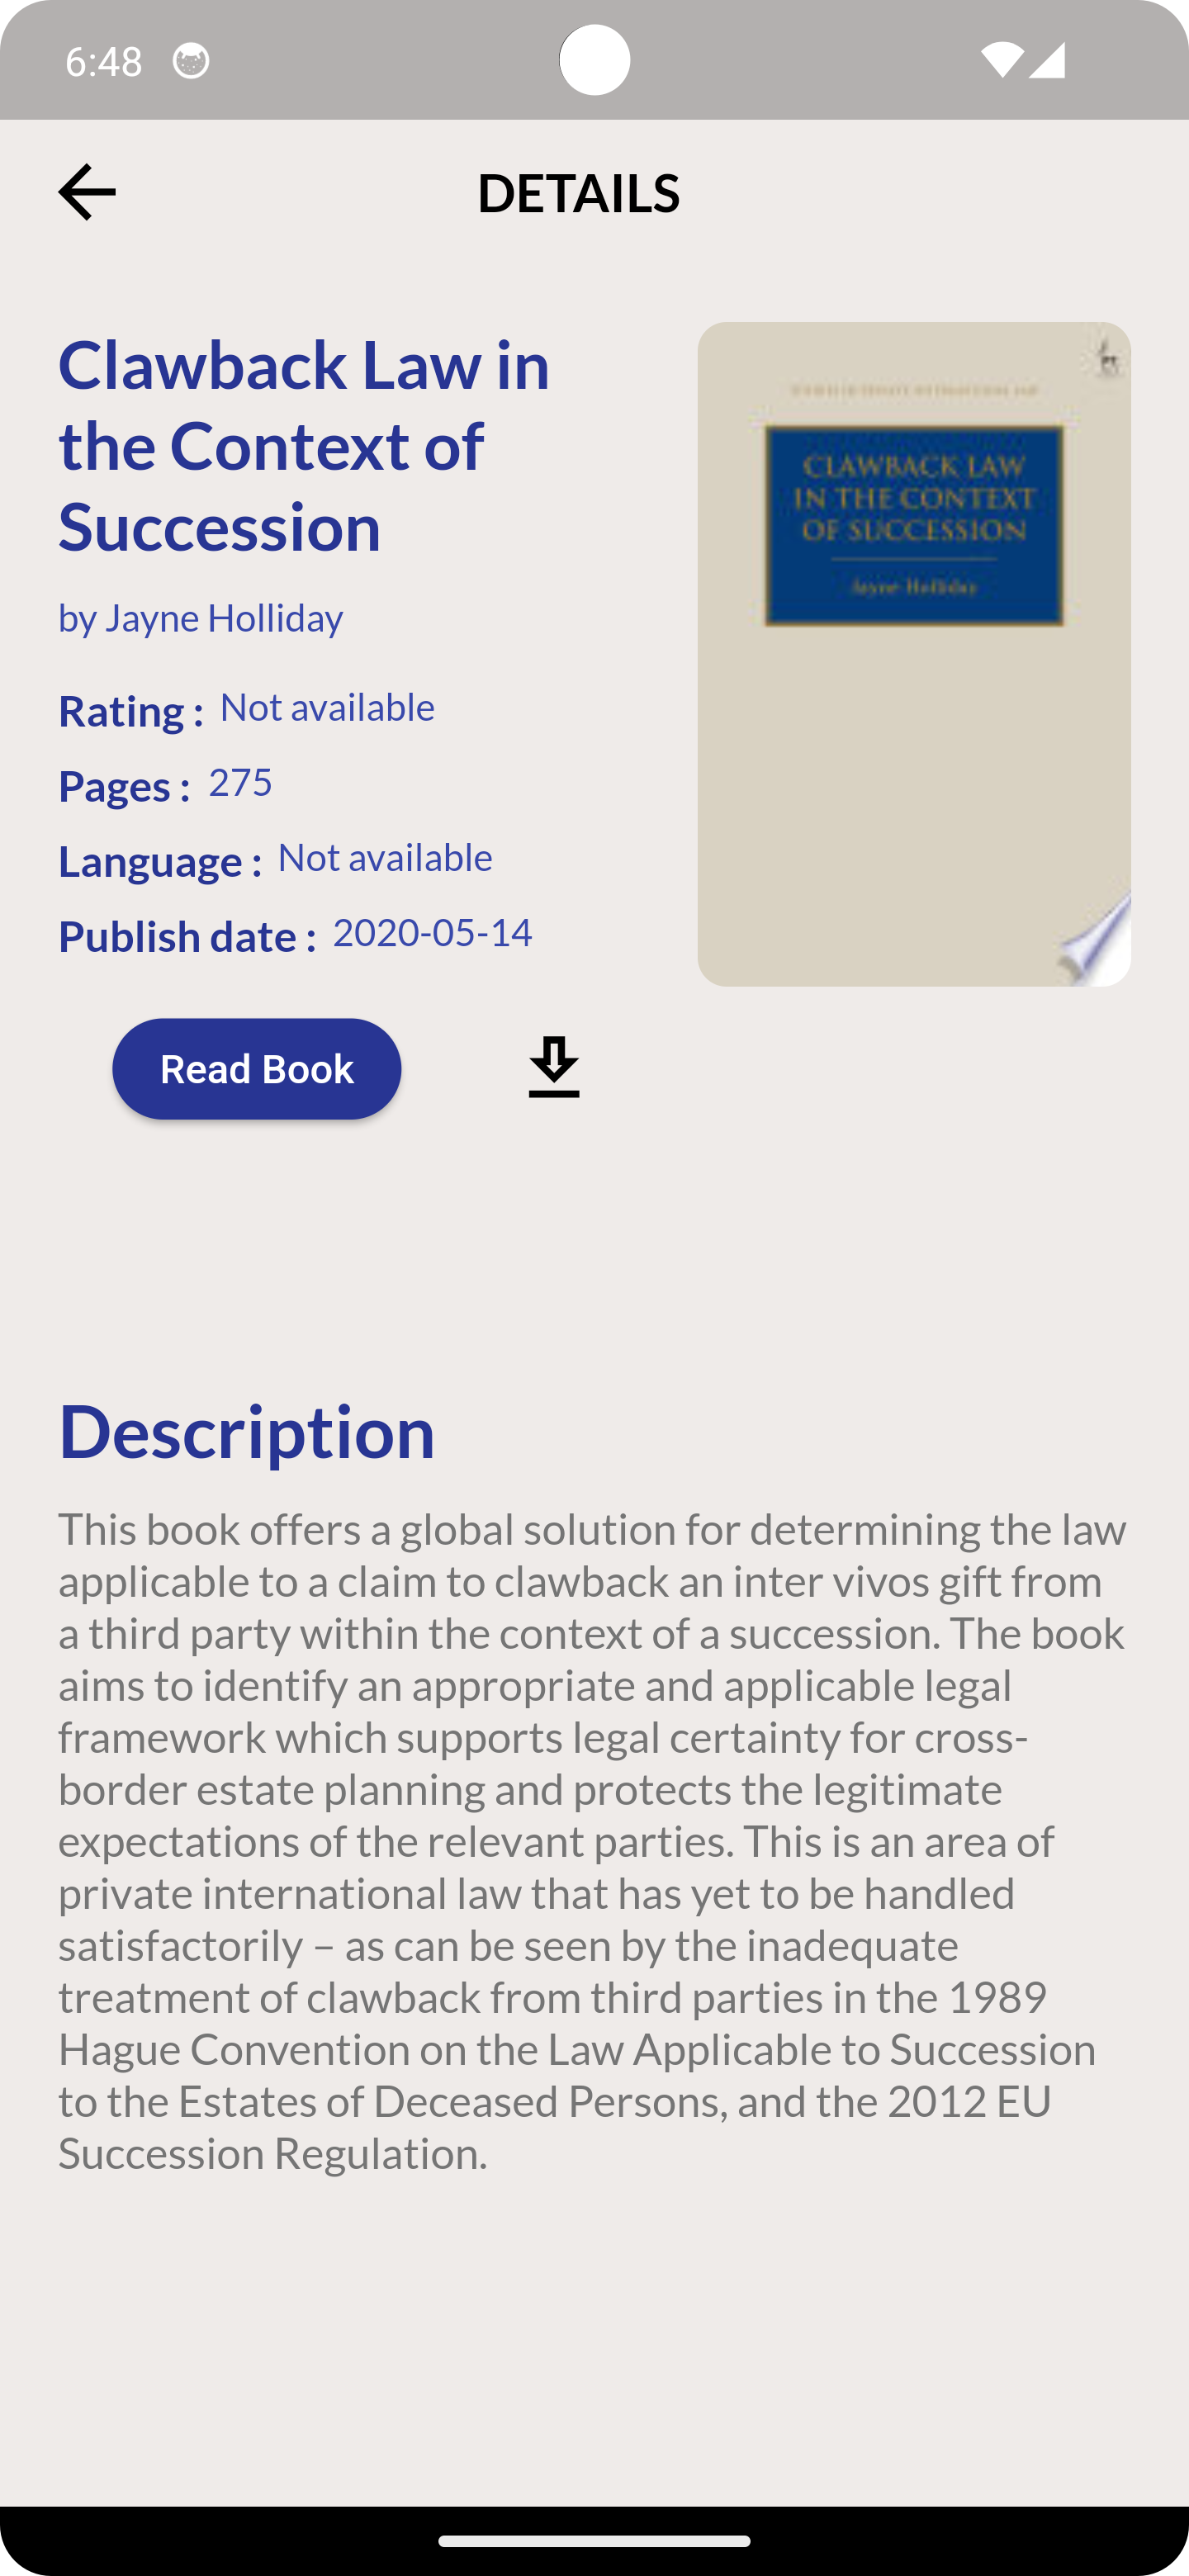 6:48
DETAILS
Clawback Law in
the Context of
Succession
by Jayne Holliday
Rating : Not available
Pages : 275
Language : Not available
Publish date : 2020-05-14
CLAWBACK LAW
IN THE CONTEXT
OF SUCCESSION
Jayne Holliday
Read Book
Description
This book offers a global solution for determining the law
applicable to a claim to clawback an inter vivos gift from
a third party within the context of a succession. The book
aims to identify an appropriate and applicable legal
framework which supports legal certainty for cross-
border estate planning and protects the legitimate
expectations of the relevant parties. This is an area of
private international law that has yet to be handled
satisfactorily – as can be seen by the inadequate
treatment of clawback from third parties in the 1989
Hague Convention on the Law Applicable to Succession
to the Estates of Deceased Persons, and the 2012 EU
Succession Regulation.